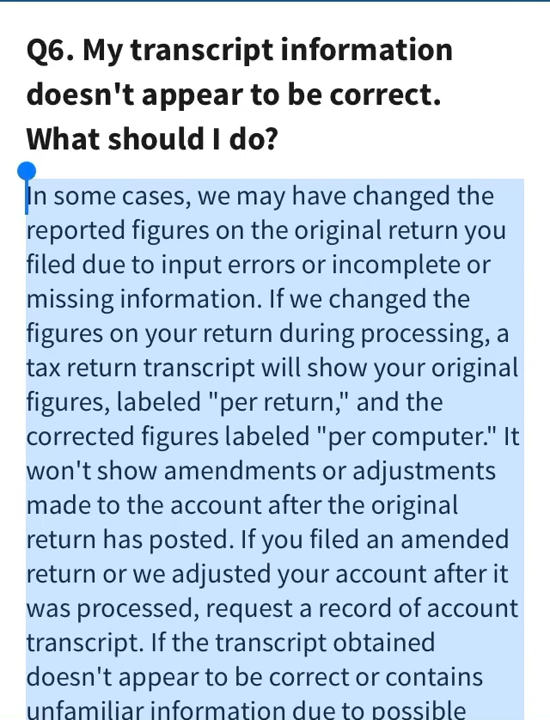 Q6. My transcript information
doesn't appear to be correct.
What should I do?
In some cases, we may have changed the
reported figures on the original return you
filed due to input errors or incomplete or
missing information. If we changed the
figures on your return during processing, a
tax return transcript will show your original
figures, labeled "per return," and the
corrected figures labeled "per computer." It
won't show amendments or adjustments
made to the account after the original
return has posted. If you filed an amended
return or we adjusted your account after it
was processed, request a record of account
transcript. If the transcript obtained
doesn't appear to be correct or contains
unfamiliar information due to possible